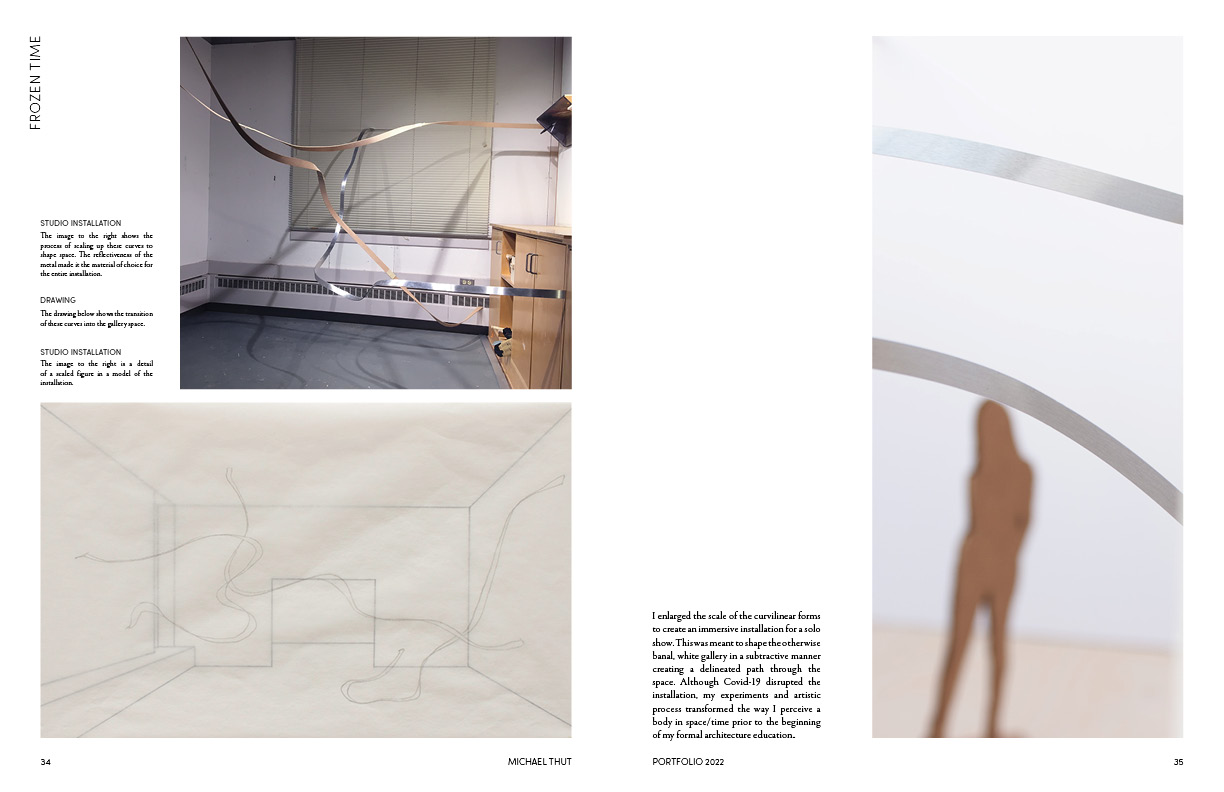 FROZEN TIME
STUDIO INSTALLATION
The image to the right shows the
process of scaling up these curves to
shape space. The reflectiveness of the
metal made it the material of choice for
the entire installation.
DRAWING
The drawing below shows the transition
of these curves into the gallery space.
STUDIO INSTALLATION
The image to the right is a detail
of a scaled figure in a model of the
installation.
I enlarged the scale of the curvilinear forms
to create an immersive installation for a solo
show. This was meant to shape the otherwise
banal, white gallery in a subtractive manner
creating a delineated path through the
space. Although Covid-19 disrupted the
installation, my experiments and artistic
process transformed the way I perceive a
body in space/time prior to the beginning
of my formal architecture education.
34
MICHAEL THUT
PORTFOLIO 2022
35